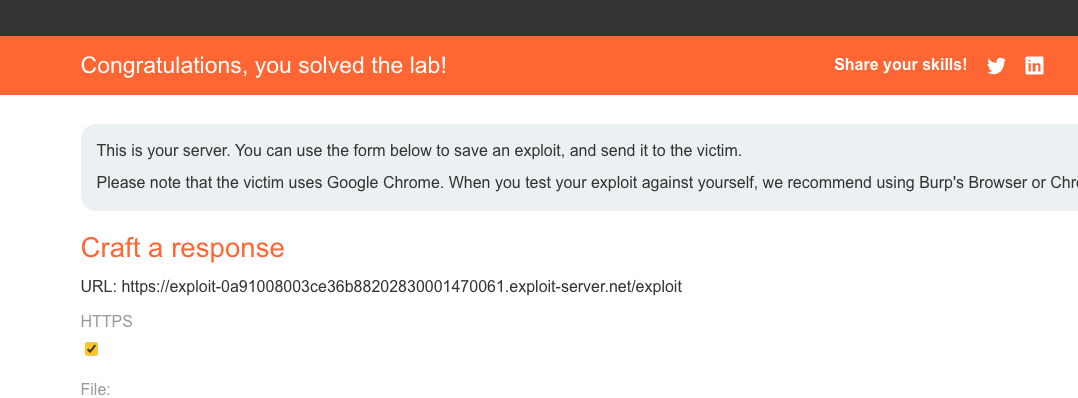 Congratulations, you solved the lab!
Share your skills!
This is your server. You can use the form below to save an exploit, and send it to the victim.
Please note that the victim uses Google Chrome. When you test your exploit against yourself, we recommend using Burp's Browser or
Craft a response
URL: https://exploit-0a91008003ce36b88202830001470061.exploit-server.net/exploit
HTTPS
File: